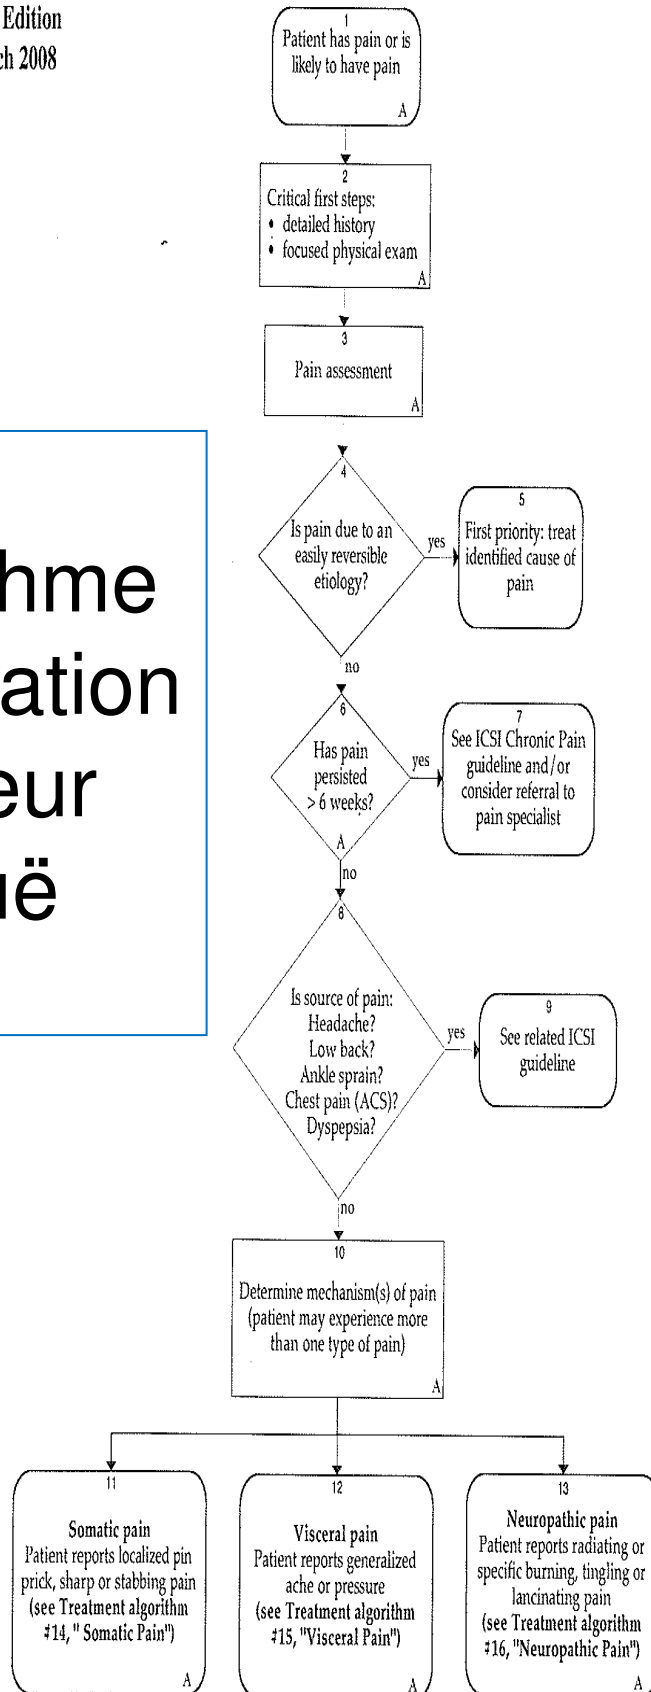 Edition
ch 2008
1
Patient has pain or is
likely to have pain
A
2
Critical first steps:
• detailed history
• focused physical exam
A
3
Pain assessment
A
4
Is pain due to an
easily reversible
etiology?
yes
5
First priority: treat
identified cause of
pain
no
hme
ation
eur
uë
6
Has pain
persisted
> 6 weeks?
A
yes
7
See ICSI Chronic Pain
guideline and/or
consider referral to
pain specialist
no
8
Is source of pain:
Headache?
Low back?
Ankle sprain?
Chest pain (ACS)?
Dyspepsia?
yes
9
See related ICSI
guideline
no
10
Determine mechanism(s) of pain
(patient may experience more
than one type of pain)
A
11
Somatic pain
Patient reports localized pin
prick, sharp or stabbing pain
(see Treatment algorithm
#14, " Somatic Pain")
A
12
Visceral pain
Patient reports generalized
ache or pressure
(see Treatment algorithm
#15, "Visceral Pain")
A
13
Neuropathic pain
Patient reports radiating or
specific burning, tingling or
lancinating pain
(see Treatment algorithm
#16, "Neuropathic Pain")
A